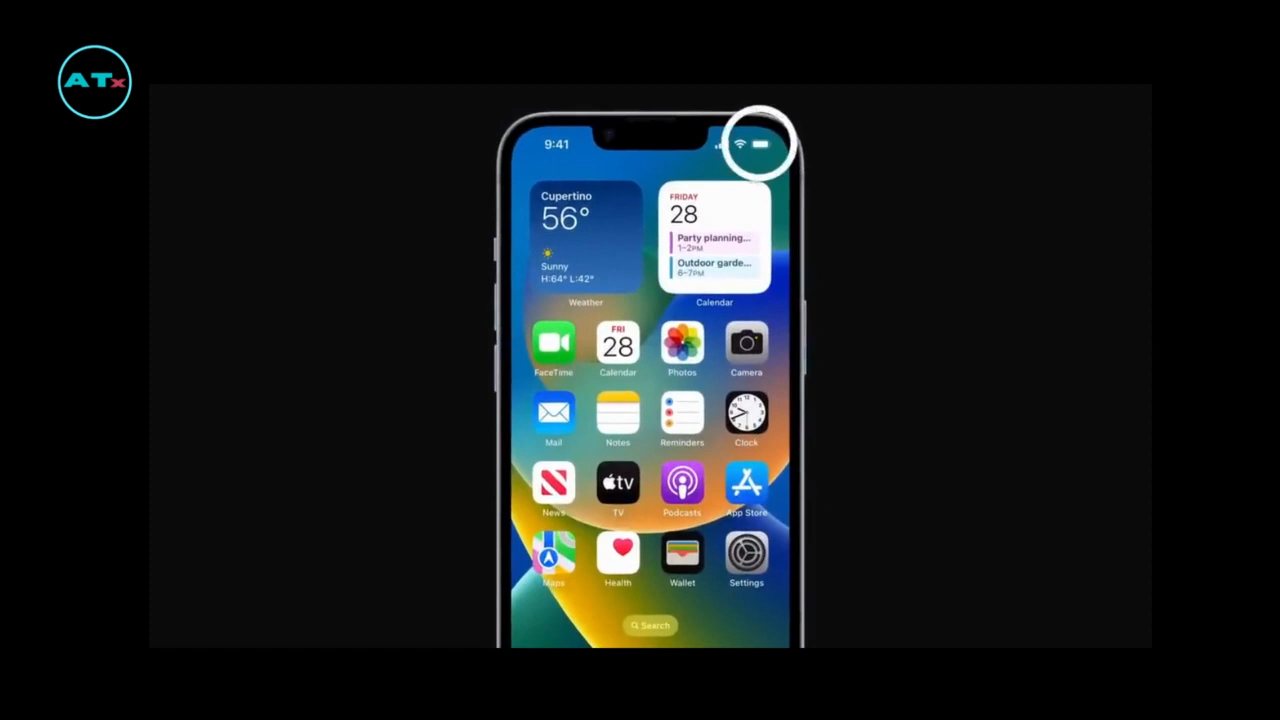 ATx
9:41
Cupertino
56°
Sunny
H:64° L:42°
Weather
FRIDAY
28
Party planning...
1–2PM
Outdoor garde...
6–7PM
Calendar
FaceTime
FRI
28
Calendar
Photos
Camera
Mail
Notes
Reminders
Clock
News
tv
TV
Podcasts
App Store
Maps
Health
Wallet
Settings
Search